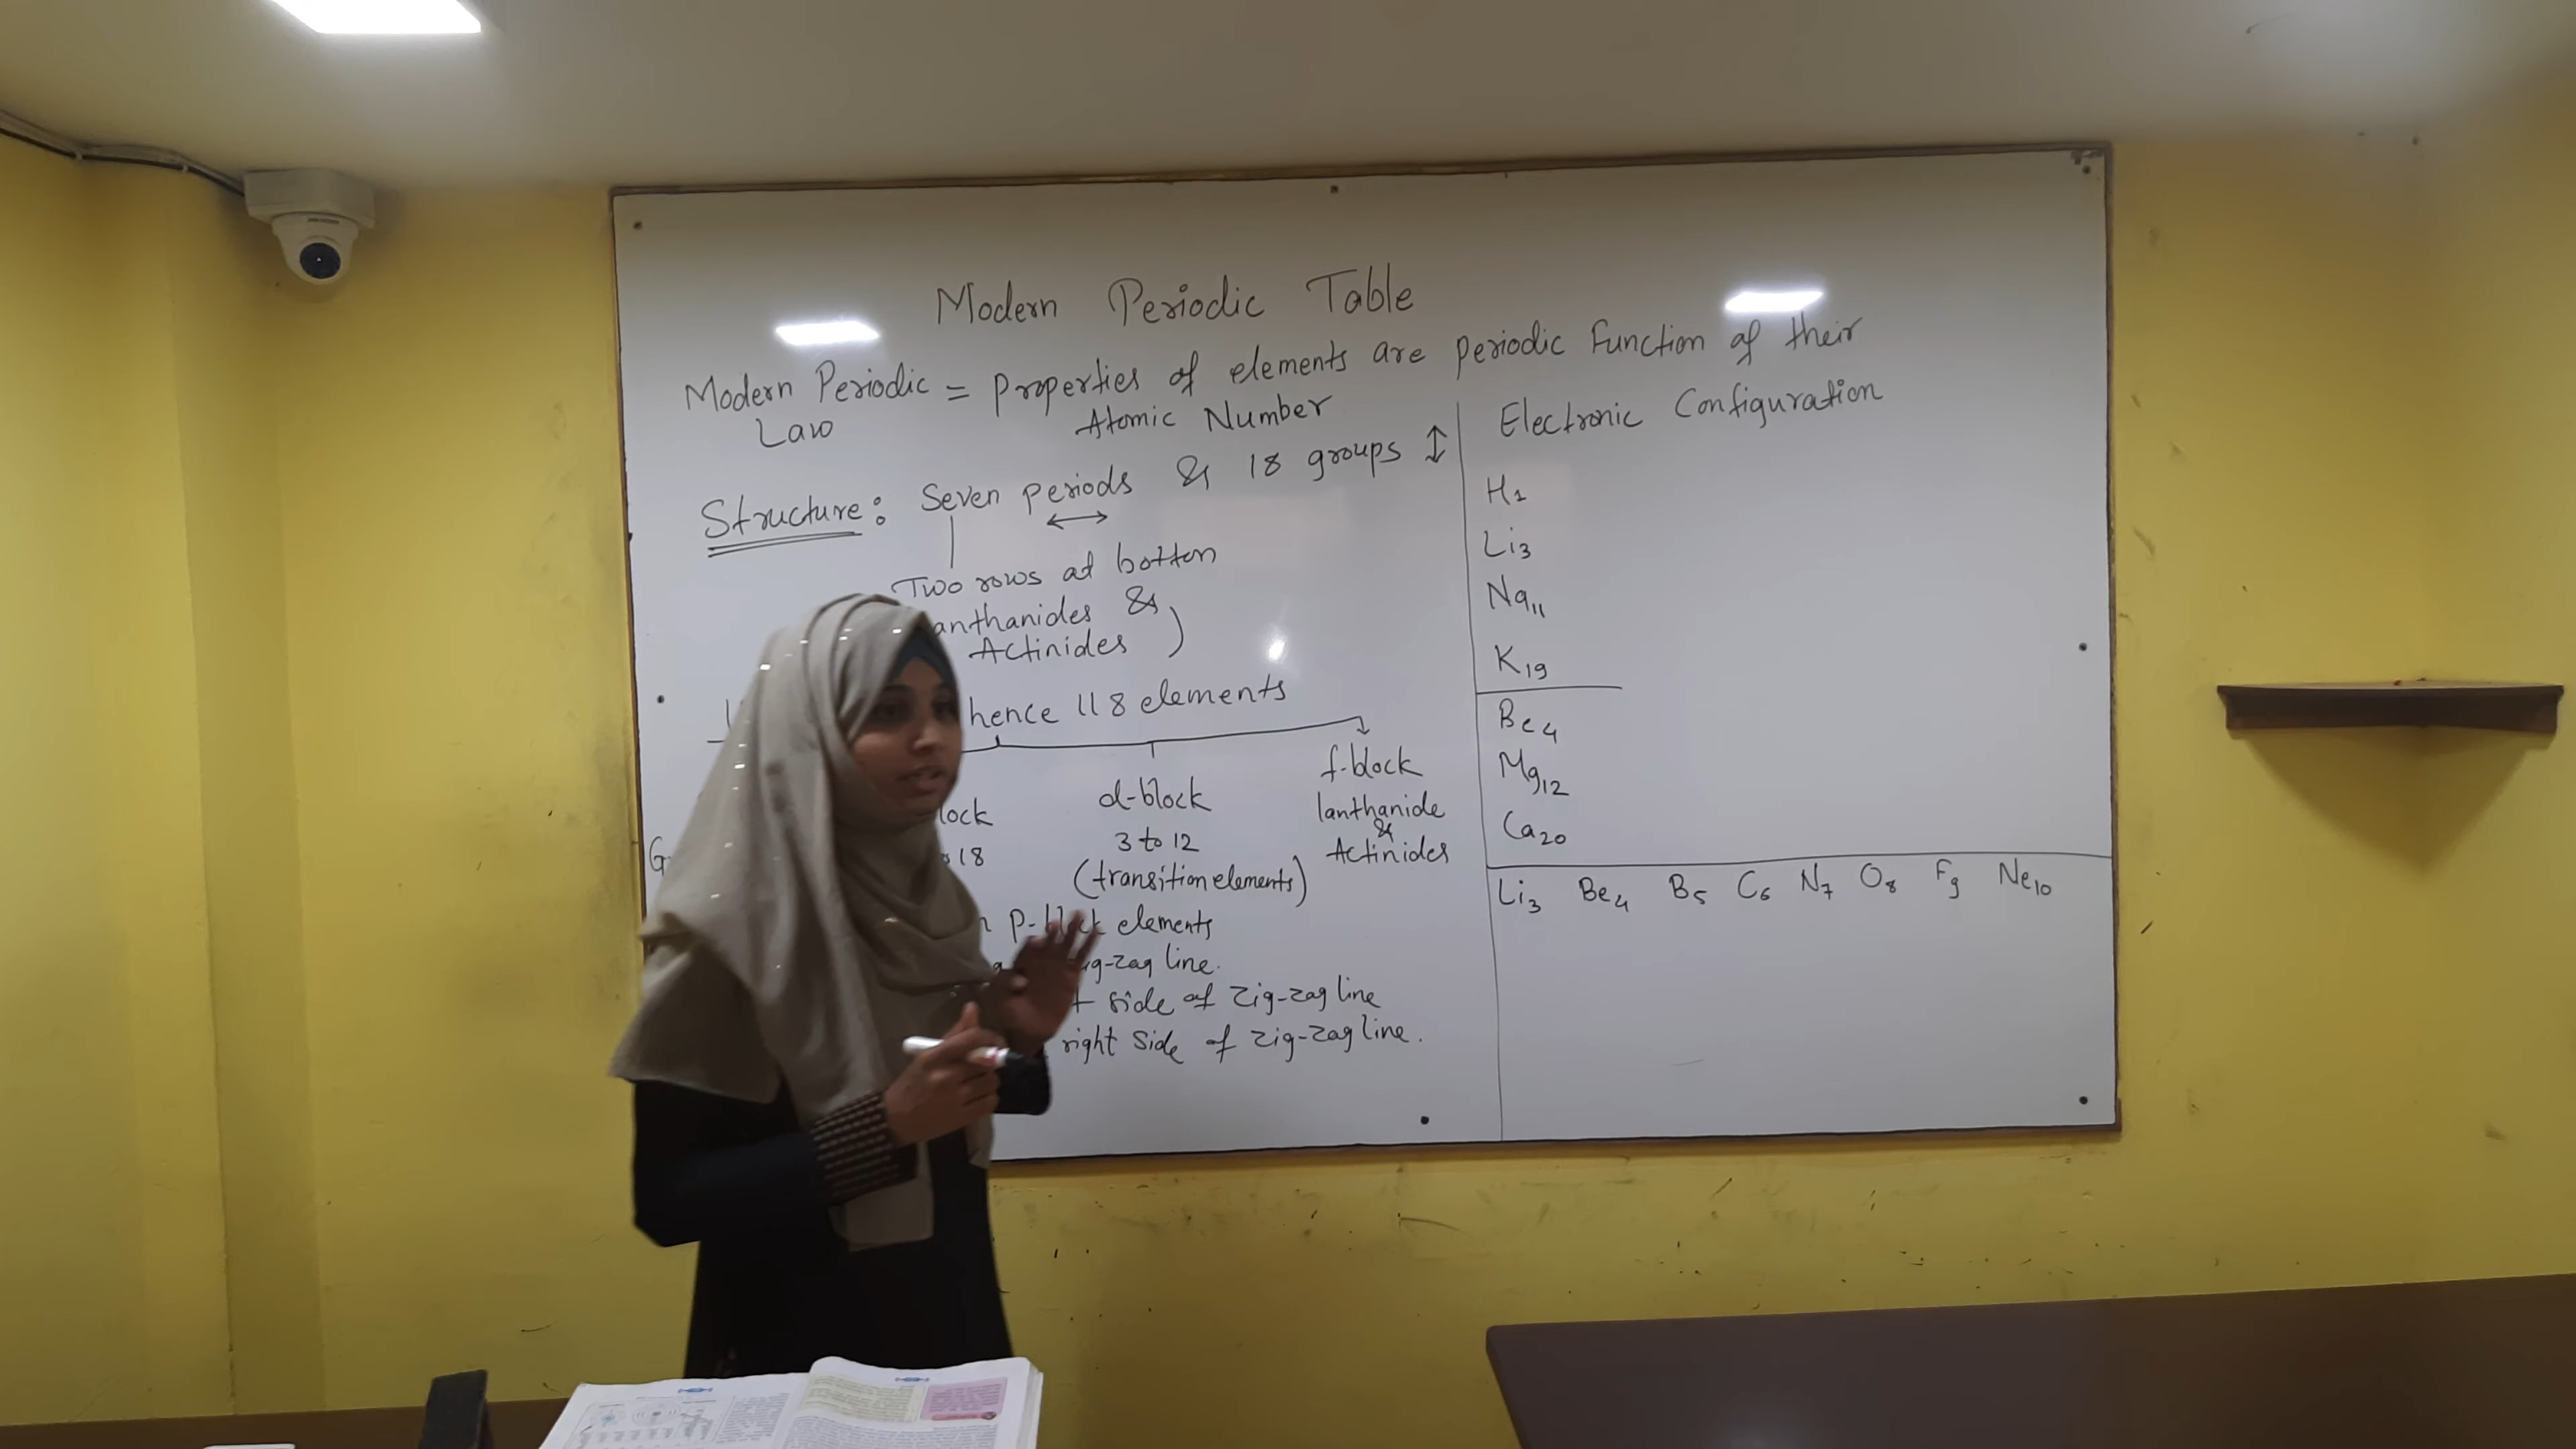 Modern Periodic Table
Modern Periodic = Properties of elements are periodic Function of their
Law Atomic Number
Structure: Seven periods & 18 groups
Two rows at bottom
anthanides &
Actinides )
hence 118 elements
lock
18
d-block
3 to 12
(transition elements)
f-block
lanthanide
&
Actinides
G
P-block elements
g-zag line.
side of zig-zag line
right side of zig-zag line.
Electronic Configuration
H1
Li3
Na11
K19
Be4
Mg12
Ca20
Li3 Be4 B5 C6 N7 O8 F9 Ne10